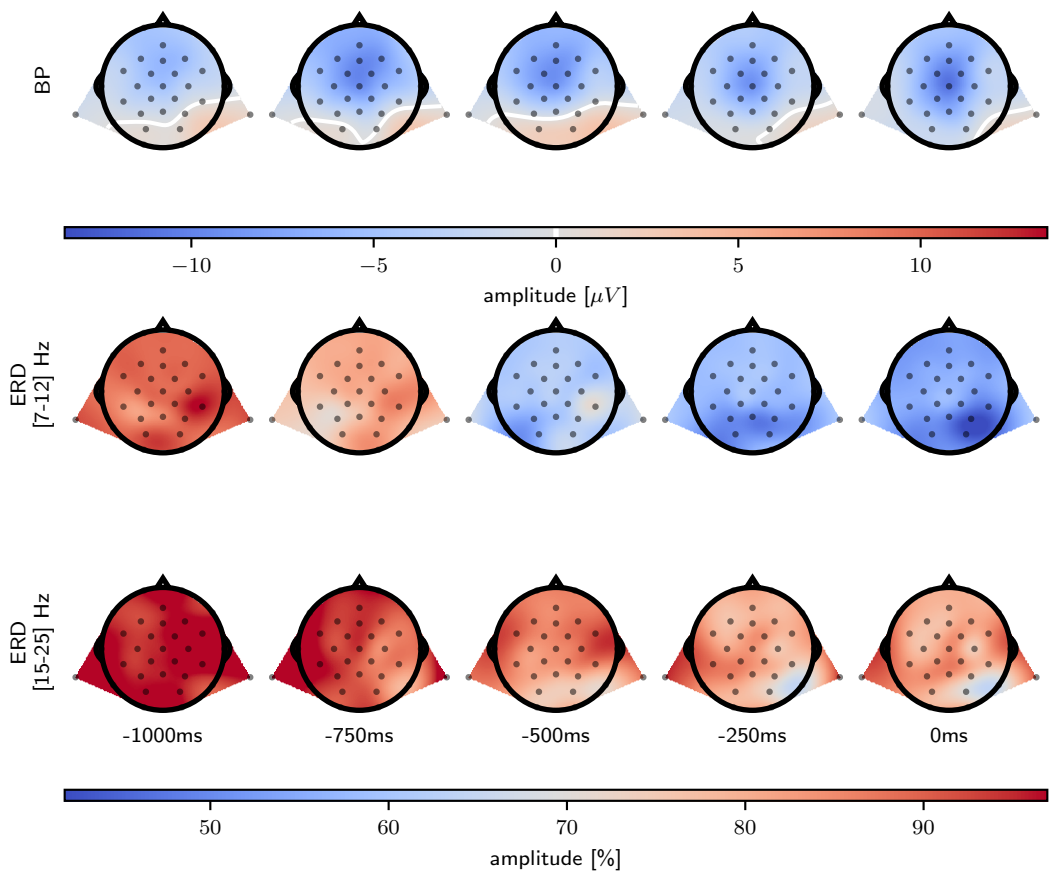 BP
−10 −5 0 5 10
amplitude [μV]
ERD
[7-12] Hz
ERD
[15-25] Hz
-1000ms -750ms -500ms -250ms 0ms
50 60 70 80 90
amplitude [%]